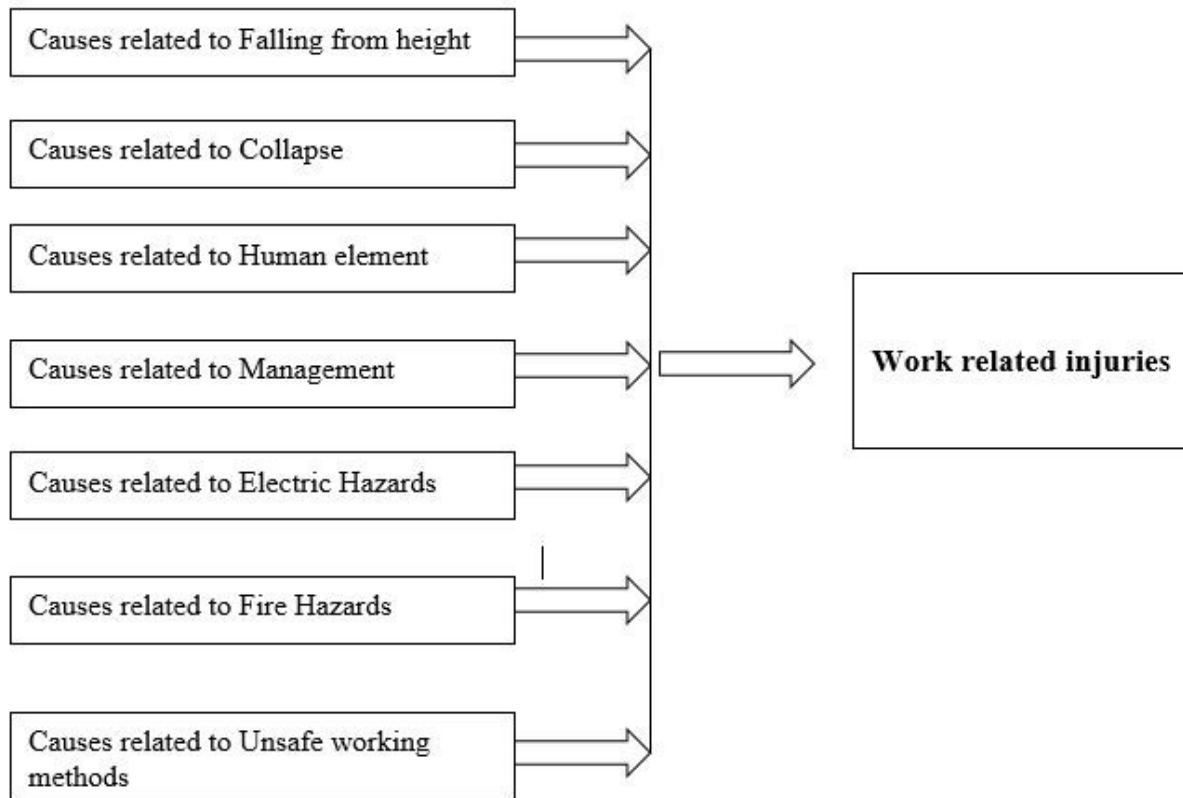 Causes related to Falling from height
Causes related to Collapse
Causes related to Human element
Causes related to Management
Work related injuries
Causes related to Electric Hazards
Causes related to Fire Hazards
Causes related to Unsafe working
methods